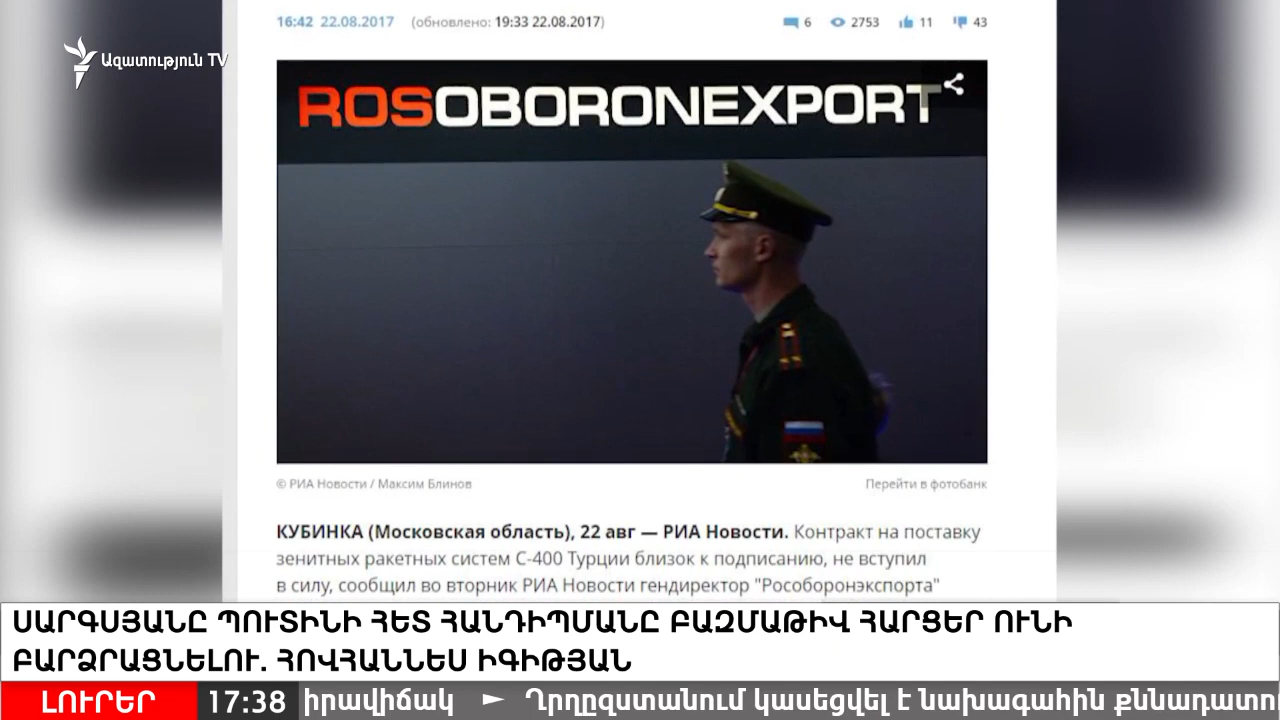 16:42 22.08.2017 (обновлено: 19:33 22.08.2017) 6 2753 11 43
Ազատություն TV
ROSOBORONEXPORT
© РИА Новости / Максим Блинов Перейти в фотобанк
КУБИНКА (Московская область), 22 авг — РИА Новости. Контракт на поставку
зенитных ракетных систем С-400 Турции близок к подписанию, не вступил
в силу, сообщил во вторник РИА Новости гендиректор "Рособоронэкспорта"
ՍԱՐԳՍՅԱՆԸ ՊՈՒՏԻՆԻ ՀԵՏ ՀԱՆԴԻՊՄԱՆԸ ԲԱԶՄԱԹԻՎ ՀԱՐՑԵՐ ՈՒՆԻ
ԲԱՐՁՐԱՑՆԵԼՈՒ. ՀՈՎՀԱՆՆԵՍ ԻԳԻԹՅԱՆ
ԼՈՒՐԵՐ 17:38 իրավիճակ ► Ղրղըզստանում կասեցվել է նախագահին քննադատո